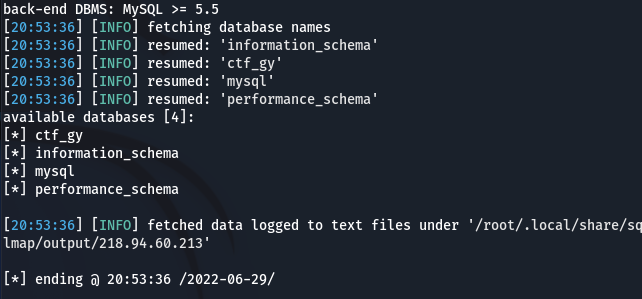 back-end DBMS: MySQL >= 5.5
[20:53:36] [INFO] fetching database names
[20:53:36] [INFO] resumed: 'information_schema'
[20:53:36] [INFO] resumed: 'ctf_gy'
[20:53:36] [INFO] resumed: 'mysql'
[20:53:36] [INFO] resumed: 'performance_schema'
available databases [4]:
[*] ctf_gy
[*] information_schema
[*] mysql
[*] performance_schema
[20:53:36] [INFO] fetched data logged to text files under '/root/.local/share/sq
lmap/output/218.94.60.213'
[*] ending @ 20:53:36 /2022-06-29/